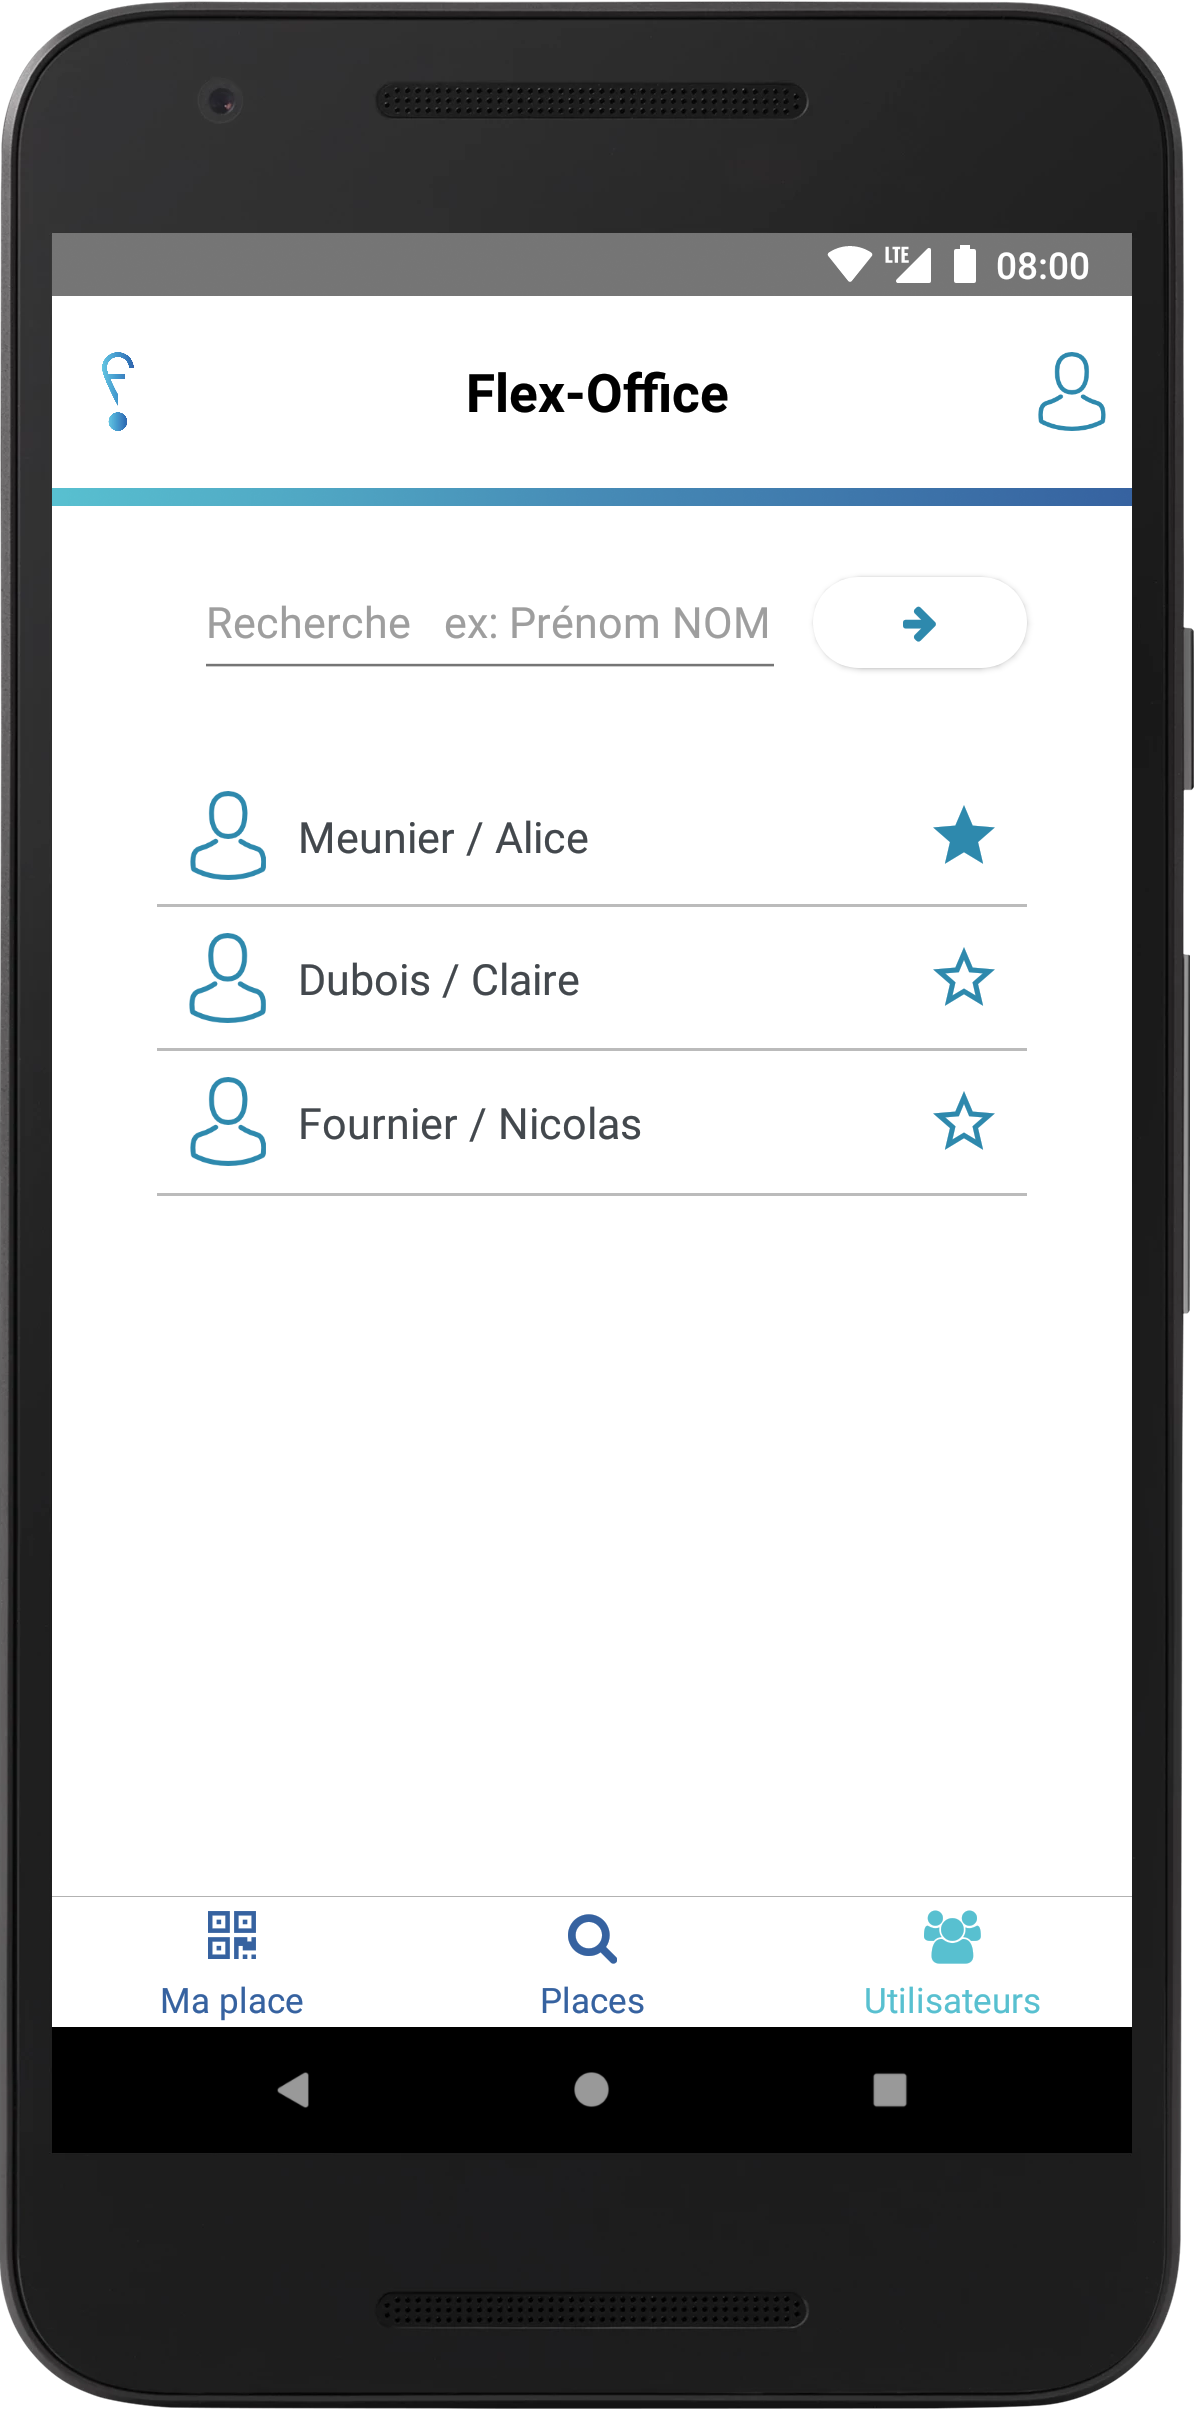 LTE 08:00
Flex-Office
Recherche ex: Prénom NOM
Meunier / Alice
Dubois / Claire
Fournier / Nicolas
Ma place Places Utilisateurs